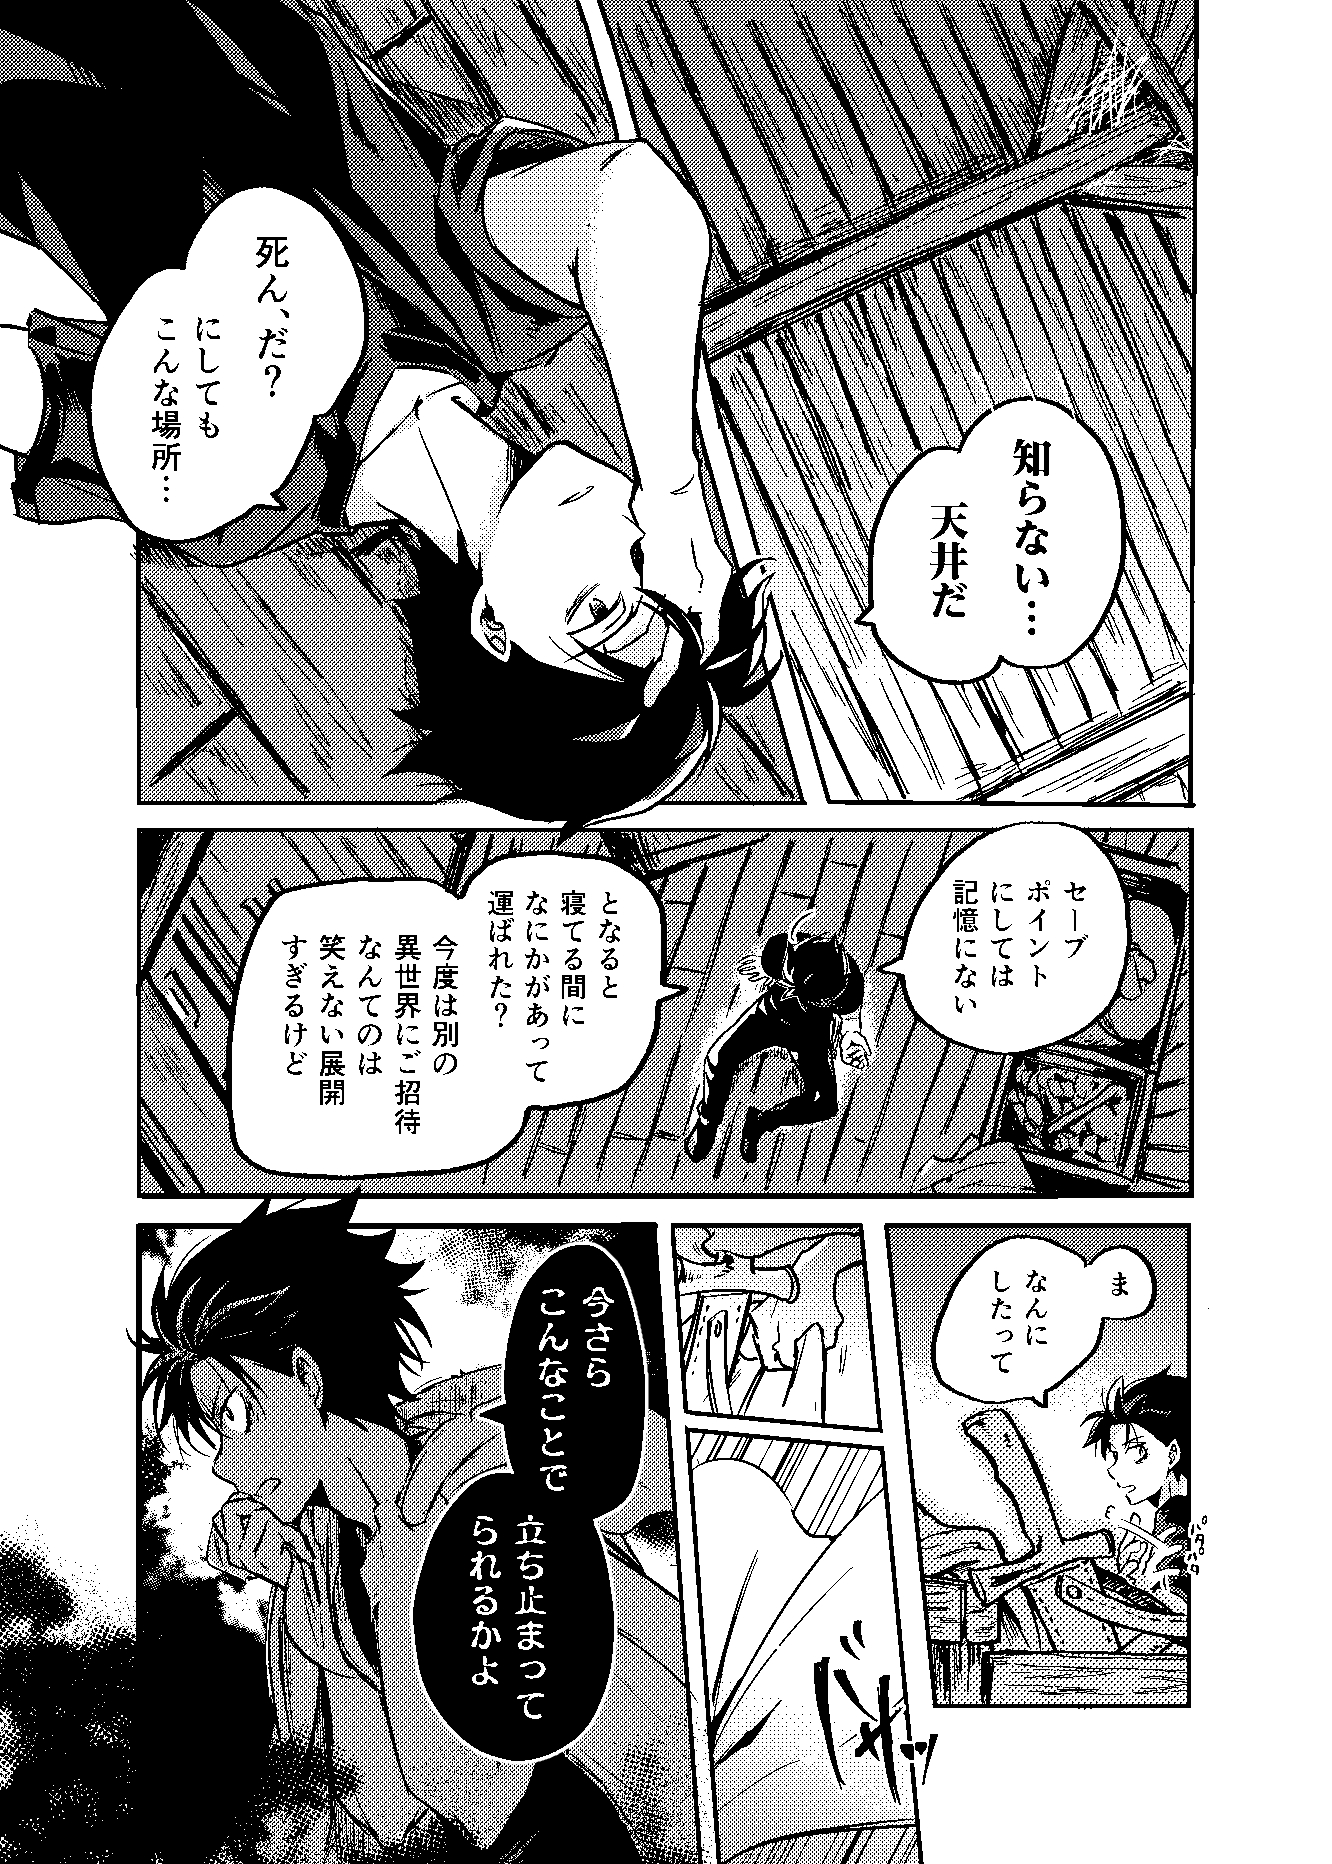 知らない…
天井だ
死ん、だ?
にしても
こんな場所…
セーブ
ポイント
にしては
記憶にない
となると
寝てる間に
なにかがあって
運ばれた?
今度は別の
異世界にご招待
なんてのは
笑えない展開
すぎるけど
ま
なんに
したって
パタ
パタ
今さら
こんなことで
立ち止まって
られるかよ